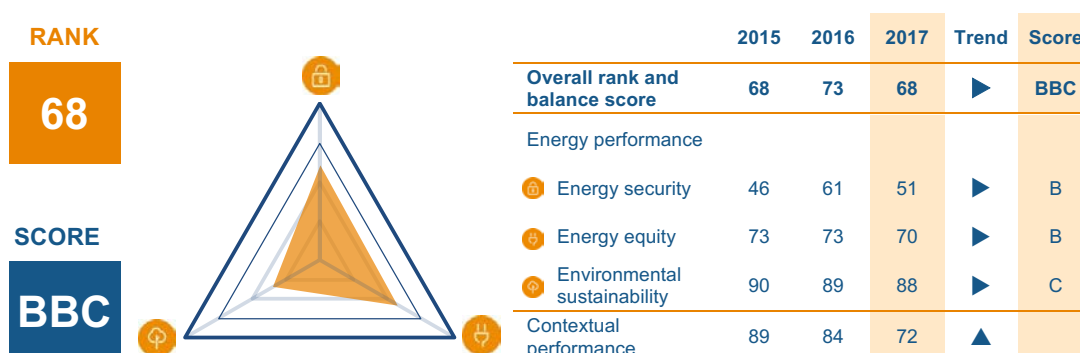 RANK
68
SCORE
BBC
2015 2016 2017 Trend Score
Overall rank and
balance score 68 73 68 BBC
Energy performance
Energy security 46 61 51 B
Energy equity 73 73 70 B
Environmental
sustainability 90 89 88 C
Contextual
performance 89 84 72